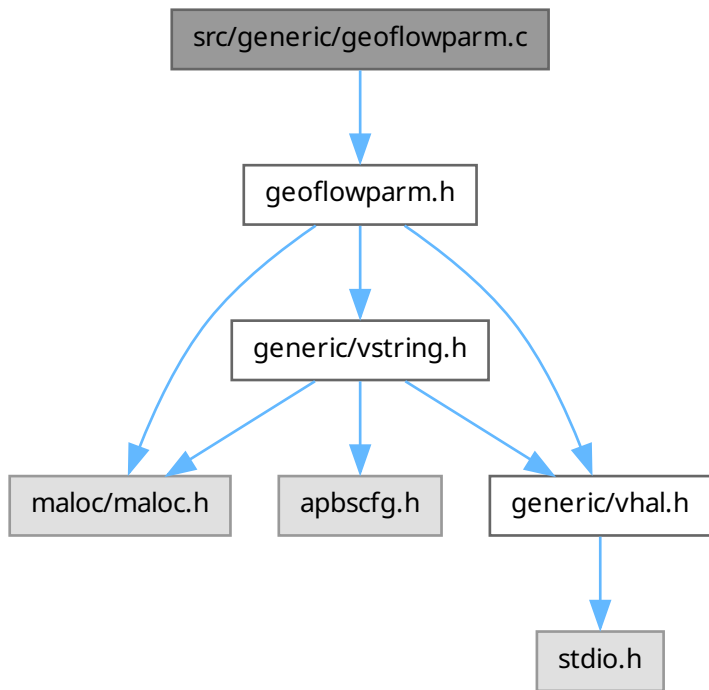 src/generic/geoflowparm.c
geoflowparm.h
generic/vstring.h
maloc/maloc.h
apbscfg.h
generic/vhal.h
stdio.h